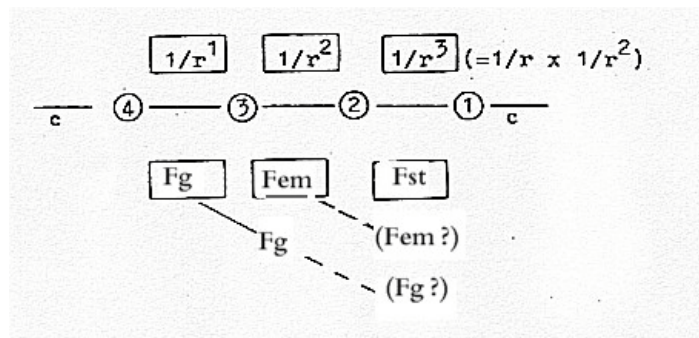 1/r¹ 1/r² 1/r³ (=1/r x 1/r²)
c ④ ③ ② ① c
Fg Fem Fst
Fg (Fem ?)
(Fg ?)